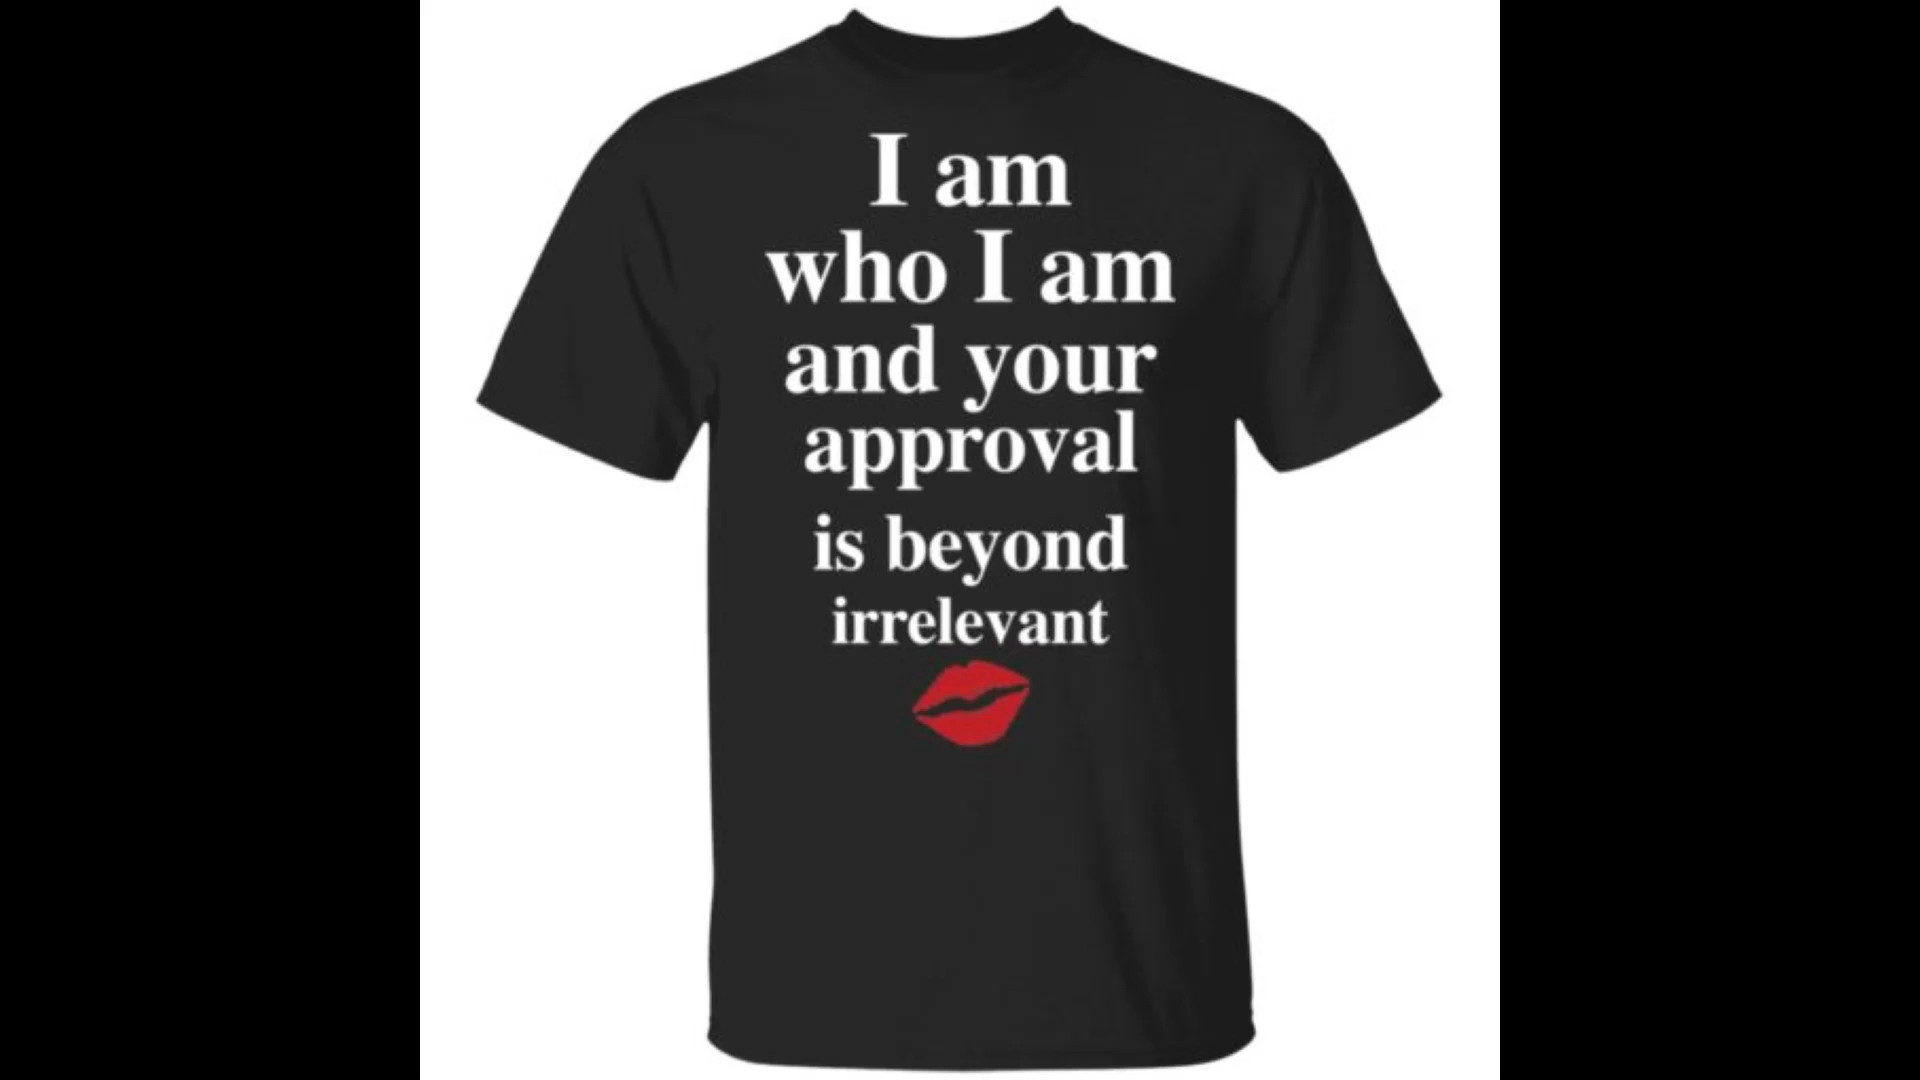 I am
who I am
and your
approval
is beyond
irrelevant